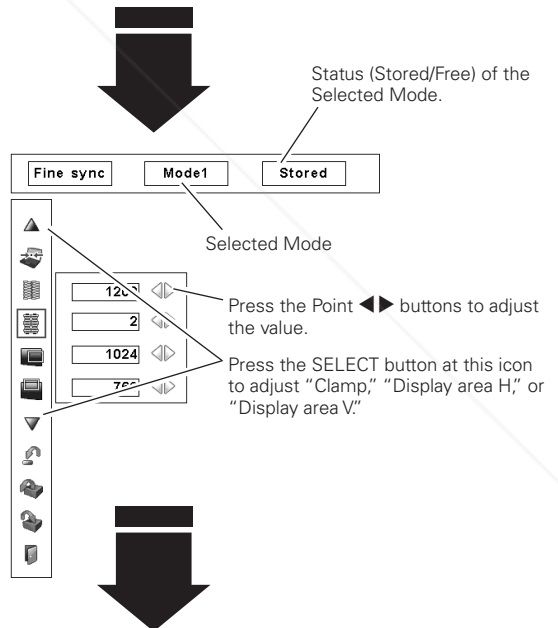 Status (Stored/Free) of the
Selected Mode.
Fine sync
Mode1
Stored
Selected Mode
2
1024
Press the Point ◀▶ buttons to adjust
the value.
Press the SELECT button at this icon
to adjust “Clamp,” “Display area H,” or
“Display area V.”